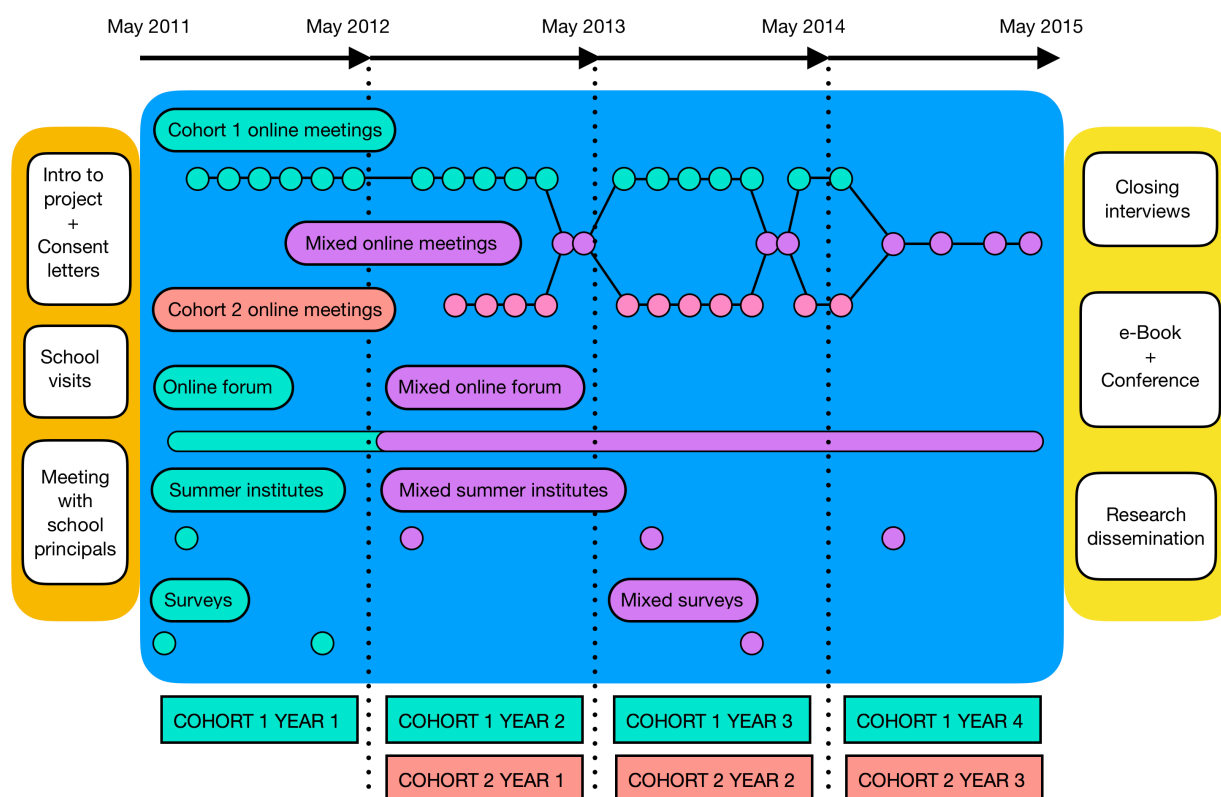 May 2011
May 2012
May 2013
May 2014
May 2015
Intro to
project
+
Consent
letters
School
visits
Meeting
with
school
principals
Cohort 1 online meetings
Mixed online meetings
Cohort 2 online meetings
Online forum
Mixed online forum
Summer institutes
Mixed summer institutes
Surveys
Mixed surveys
Closing
interviews
e-Book
+
Conference
Research
dissemination
COHORT 1 YEAR 1
COHORT 1 YEAR 2
COHORT 1 YEAR 3
COHORT 1 YEAR 4
COHORT 2 YEAR 1
COHORT 2 YEAR 2
COHORT 2 YEAR 3